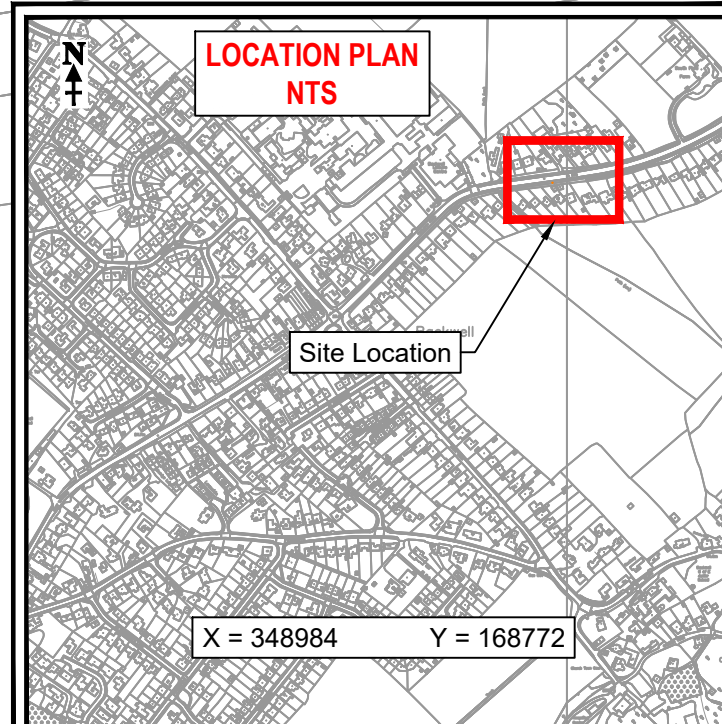 N
LOCATION PLAN
NTS
Backwell
Site Location
X = 348984 Y = 168772